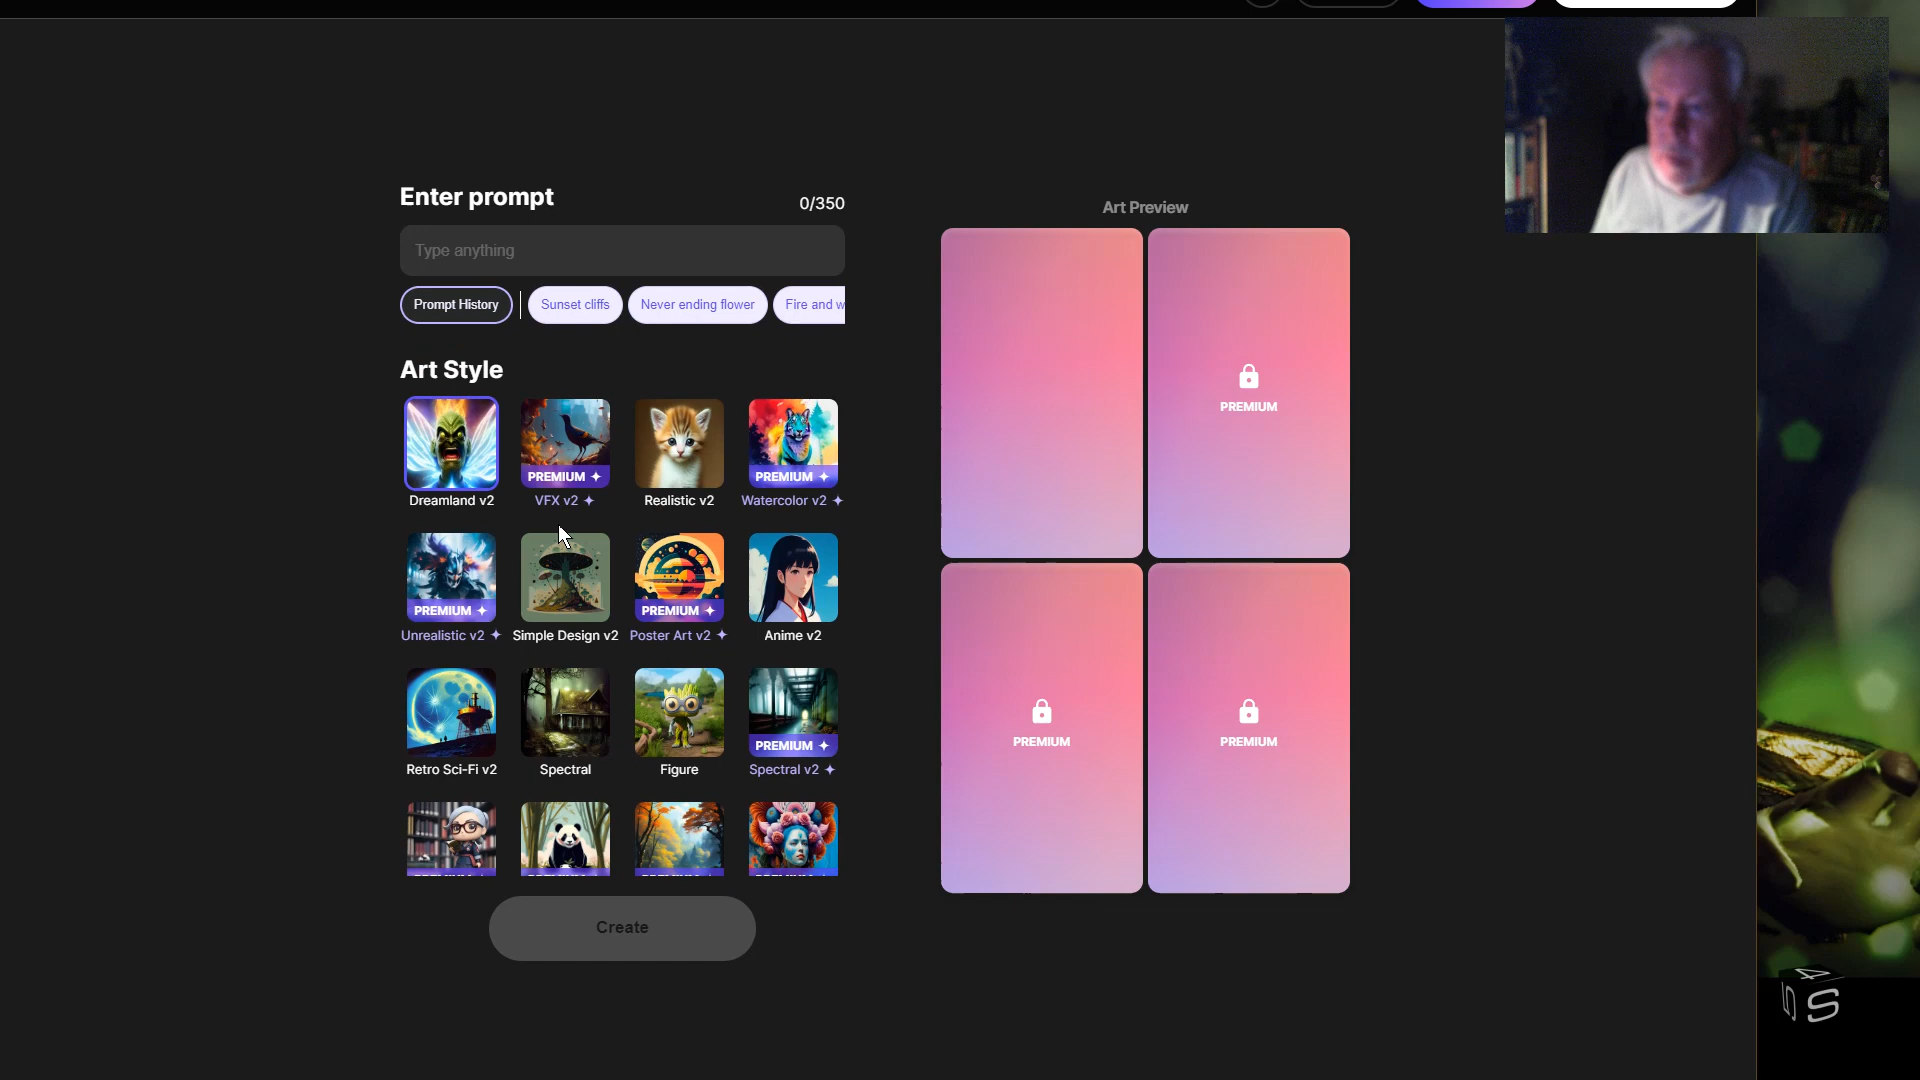 Enter prompt
0/350
Type anything
Prompt History
Sunset cliffs
Never ending flower
Fire and w
Art Style
PREMIUM
PREMIUM
Dreamland v2
VFX v2
Realistic v2
Watercolor v2
PREMIUM
PREMIUM
Unrealistic v2
Simple Design v2
Poster Art v2
Anime v2
PREMIUM
Retro Sci-Fi v2
Spectral
Figure
Spectral v2
Create
Art Preview
PREMIUM
PREMIUM
PREMIUM